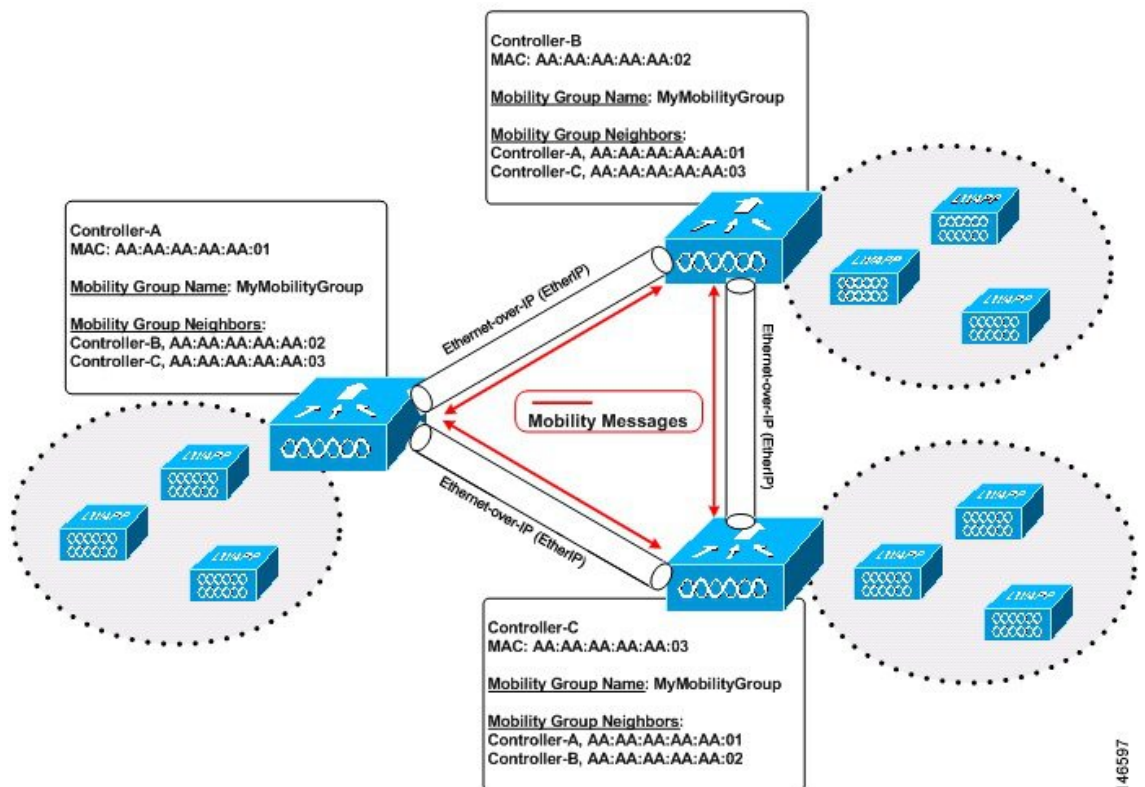 Controller-B
MAC: AA:AA:AA:AA:AA:02
Mobility Group Name: MyMobilityGroup
Mobility Group Neighbors:
Controller-A, AA:AA:AA:AA:AA:01
Controller-C, AA:AA:AA:AA:AA:03
Controller-A
MAC: AA:AA:AA:AA:AA:01
Mobility Group Name: MyMobilityGroup
Mobility Group Neighbors:
Controller-B, AA:AA:AA:AA:AA:02
Controller-C, AA:AA:AA:AA:AA:03
LWAPP
LWAPP
LWAPP
Ethernet-over-IP (EtherIP)
Ethernet-over-IP (EtherIP)
Mobility Messages
LWAPP
LWAPP
LWAPP
Ethernet-over-IP (EtherIP)
LWAPP
LWAPP
LWAPP
Controller-C
MAC: AA:AA:AA:AA:AA:03
Mobility Group Name: MyMobilityGroup
Mobility Group Neighbors:
Controller-A, AA:AA:AA:AA:AA:01
Controller-B, AA:AA:AA:AA:AA:02
146597